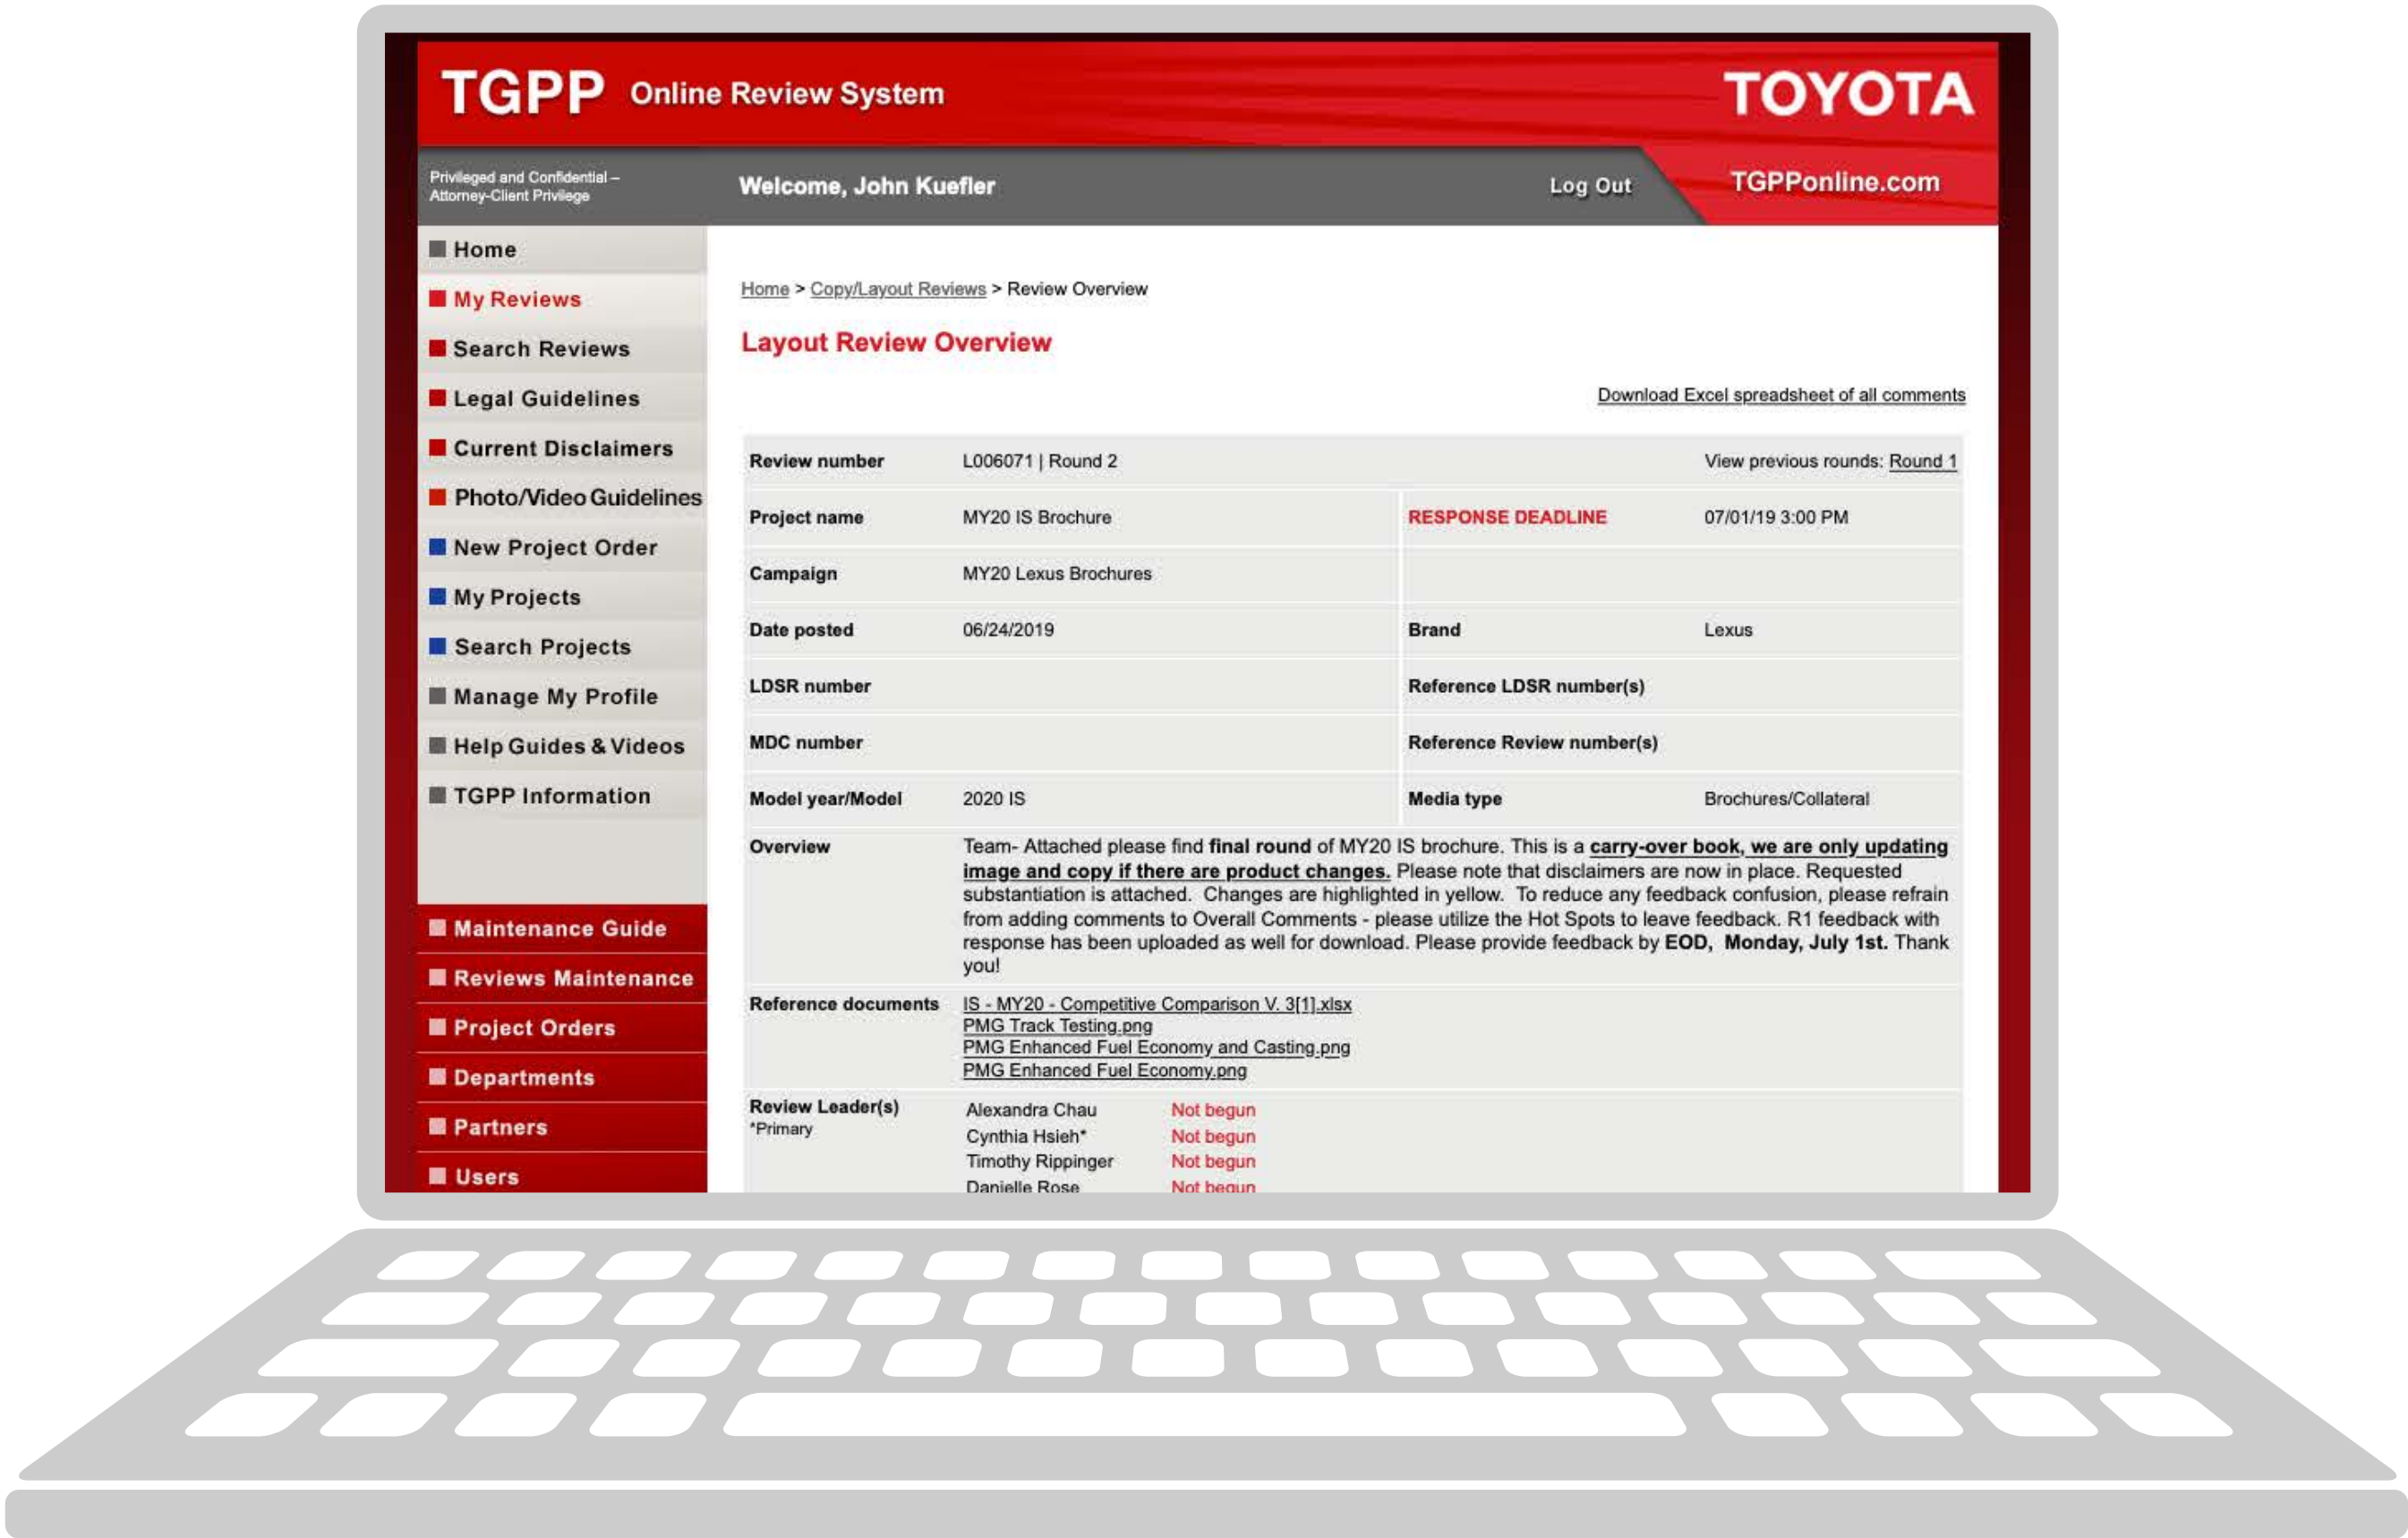 TGPP Online Review System
TOYOTA
Privileged and Confidential –
Attorney-Client Privilege
Welcome, John Kuefler
Log Out
TGPPonline.com
Home
My Reviews
Search Reviews
Legal Guidelines
Current Disclaimers
Photo/Video Guidelines
New Project Order
My Projects
Search Projects
Manage My Profile
Help Guides & Videos
TGPP Information
Maintenance Guide
Reviews Maintenance
Project Orders
Departments
Partners
Users
Home > Copy/Layout Reviews > Review Overview
Layout Review Overview
Download Excel spreadsheet of all comments
Review number L006071 | Round 2 View previous rounds: Round 1
Project name MY20 IS Brochure RESPONSE DEADLINE 07/01/19 3:00 PM
Campaign MY20 Lexus Brochures
Date posted 06/24/2019 Brand Lexus
LDSR number Reference LDSR number(s)
MDC number Reference Review number(s)
Model year/Model 2020 IS Media type Brochures/Collateral
Overview Team- Attached please find final round of MY20 IS brochure. This is a carry-over book, we are only updating
image and copy if there are product changes. Please note that disclaimers are now in place. Requested
substantiation is attached. Changes are highlighted in yellow. To reduce any feedback confusion, please refrain
from adding comments to Overall Comments - please utilize the Hot Spots to leave feedback. R1 feedback with
response has been uploaded as well for download. Please provide feedback by EOD, Monday, July 1st. Thank
you!
Reference documents IS - MY20 - Competitive Comparison V. 3[1].xlsx
PMG Track Testing.png
PMG Enhanced Fuel Economy and Casting.png
PMG Enhanced Fuel Economy.png
Review Leader(s) Alexandra Chau Not begun
*Primary Cynthia Hsieh* Not begun
Timothy Rippinger Not begun
Danielle Rose Not begun